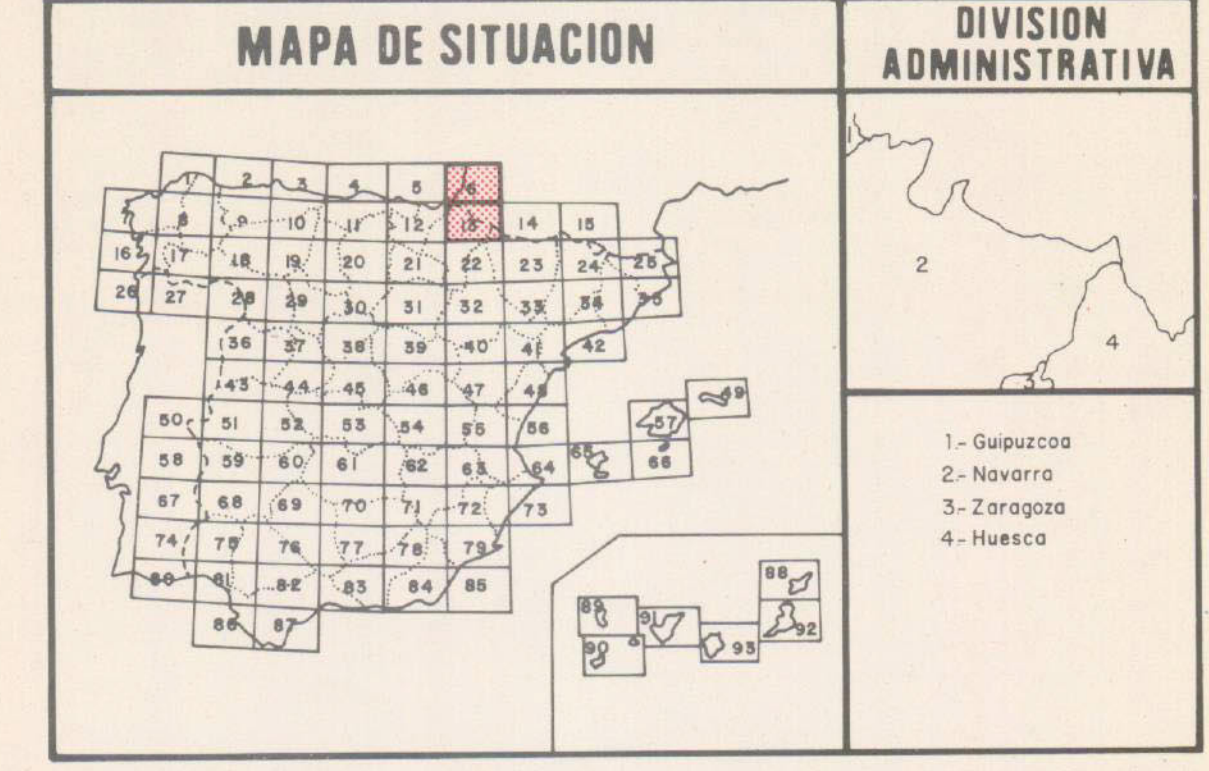 MAPA DE SITUACION
DIVISION
ADMINISTRATIVA
1 2 3 4 5 6
7 8 9 10 11 12 13 14 15
16 17 18 19 20 21 22 23 24 25
26 27 28 29 30 31 32 33 34 35
36 37 38 39 40 41 42
43 44 45 46 47 48 49
50 51 52 53 54 55 56 57
58 59 60 61 62 63 64 65 66
67 68 69 70 71 72 73
74 75 76 77 78 79
80 81 82 83 84 85
86 87
88
89 91
90 93 92
1
2
4
3
1.- Guipuzcoa
2.- Navarra
3.- Zaragoza
4.- Huesca